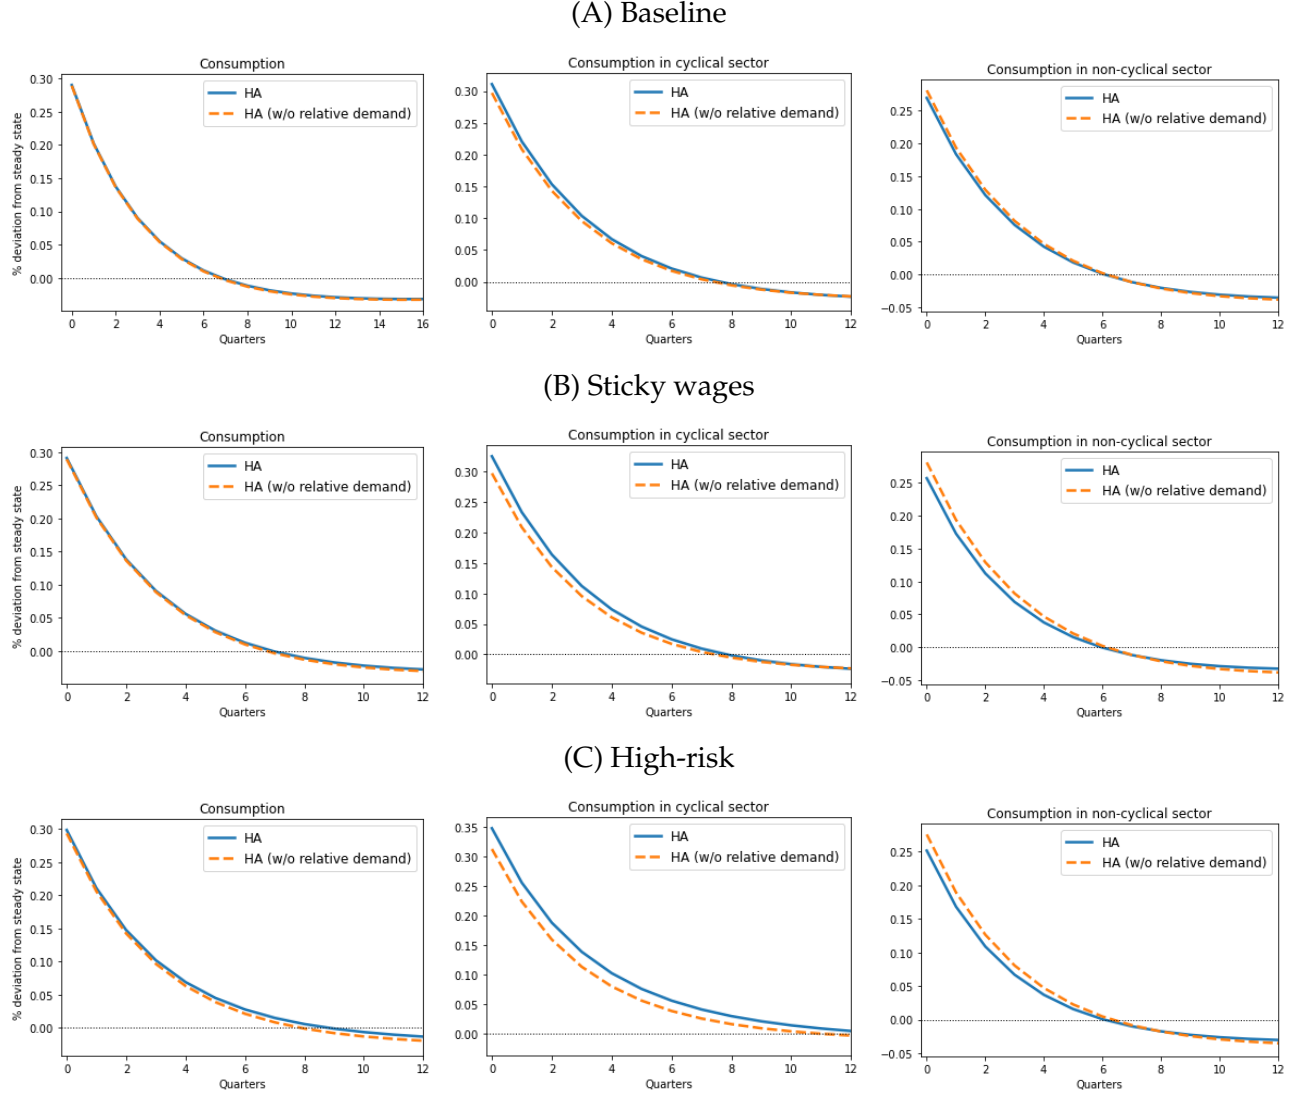 (A) Baseline
Consumption
% deviation from steady state
0.30
0.25
0.20
0.15
0.10
0.05
0.00
HA
HA (w/o relative demand)
0 2 4 6 8 10 12 14 16
Quarters
Consumption in cyclical sector
0.30
0.25
0.20
0.15
0.10
0.05
0.00
HA
HA (w/o relative demand)
0 2 4 6 8 10 12
Quarters
Consumption in non-cyclical sector
0.25
0.20
0.15
0.10
0.05
0.00
−0.05
HA
HA (w/o relative demand)
0 2 4 6 8 10 12
Quarters
(B) Sticky wages
Consumption
% deviation from steady state
0.30
0.25
0.20
0.15
0.10
0.05
0.00
HA
HA (w/o relative demand)
0 2 4 6 8 10 12
Quarters
Consumption in cyclical sector
0.30
0.25
0.20
0.15
0.10
0.05
0.00
HA
HA (w/o relative demand)
0 2 4 6 8 10 12
Quarters
Consumption in non-cyclical sector
0.25
0.20
0.15
0.10
0.05
0.00
−0.05
HA
HA (w/o relative demand)
0 2 4 6 8 10 12
Quarters
(C) High-risk
Consumption
% deviation from steady state
0.30
0.25
0.20
0.15
0.10
0.05
0.00
HA
HA (w/o relative demand)
0 2 4 6 8 10 12
Quarters
Consumption in cyclical sector
0.35
0.30
0.25
0.20
0.15
0.10
0.05
0.00
HA
HA (w/o relative demand)
0 2 4 6 8 10 12
Quarters
Consumption in non-cyclical sector
0.25
0.20
0.15
0.10
0.05
0.00
−0.05
HA
HA (w/o relative demand)
0 2 4 6 8 10 12
Quarters